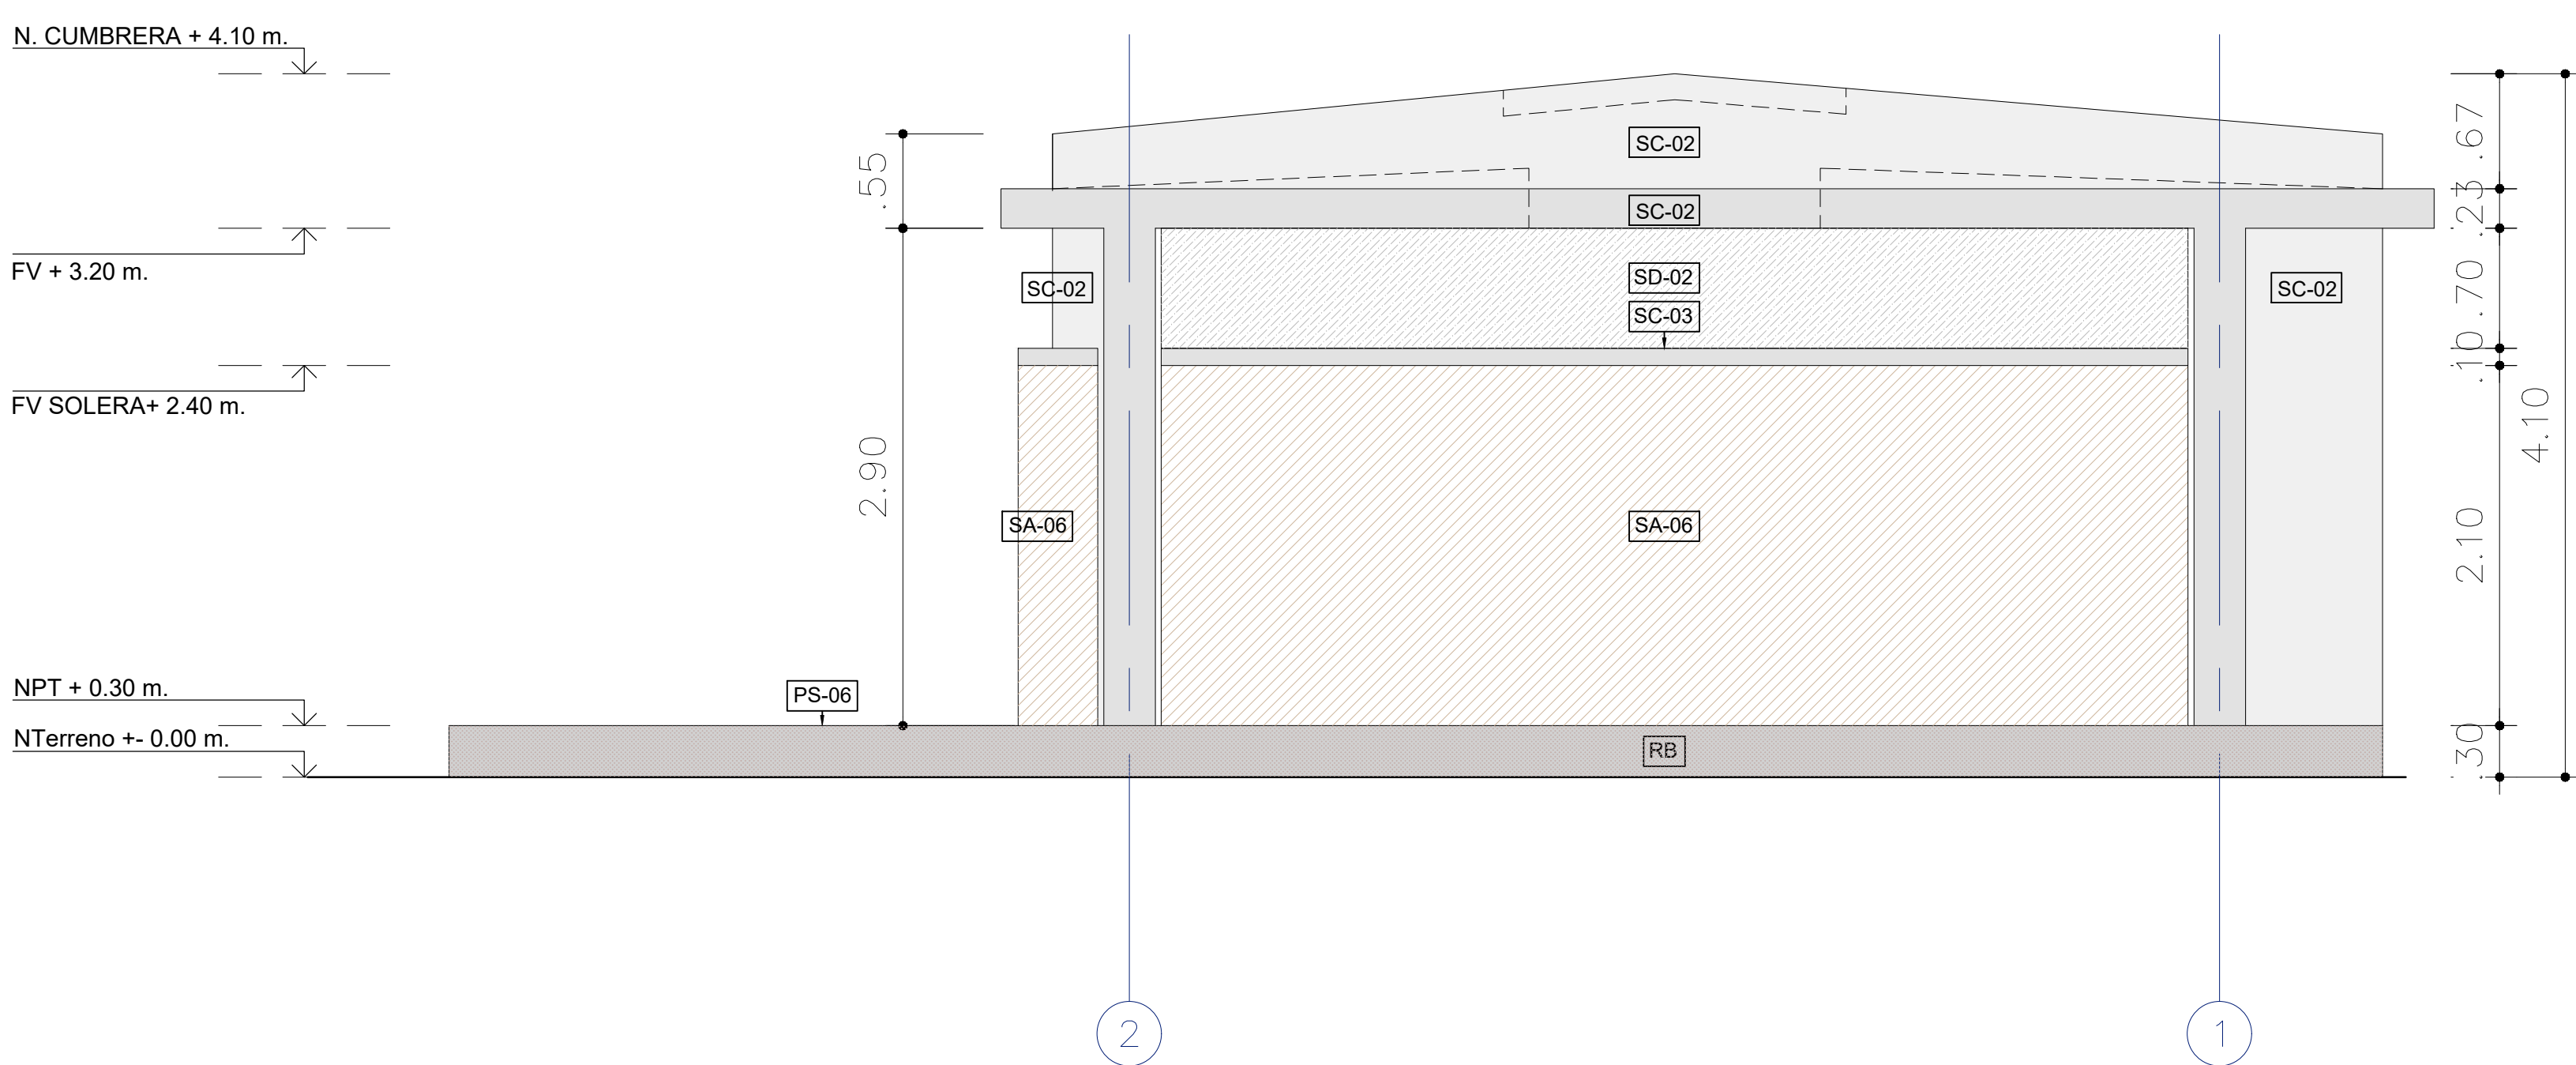 N. CUMBRERA + 4.10 m.
FV + 3.20 m.
FV SOLERA+ 2.40 m.
NPT + 0.30 m.
NTerreno +- 0.00 m.
.55
2.90
PS-06
SC-02
SC-02
SC-02
SD-02
SC-03
SC-02
SA-06
SA-06
RB
.67
.23
.70
.10
2.10
.30
4.10
2
1